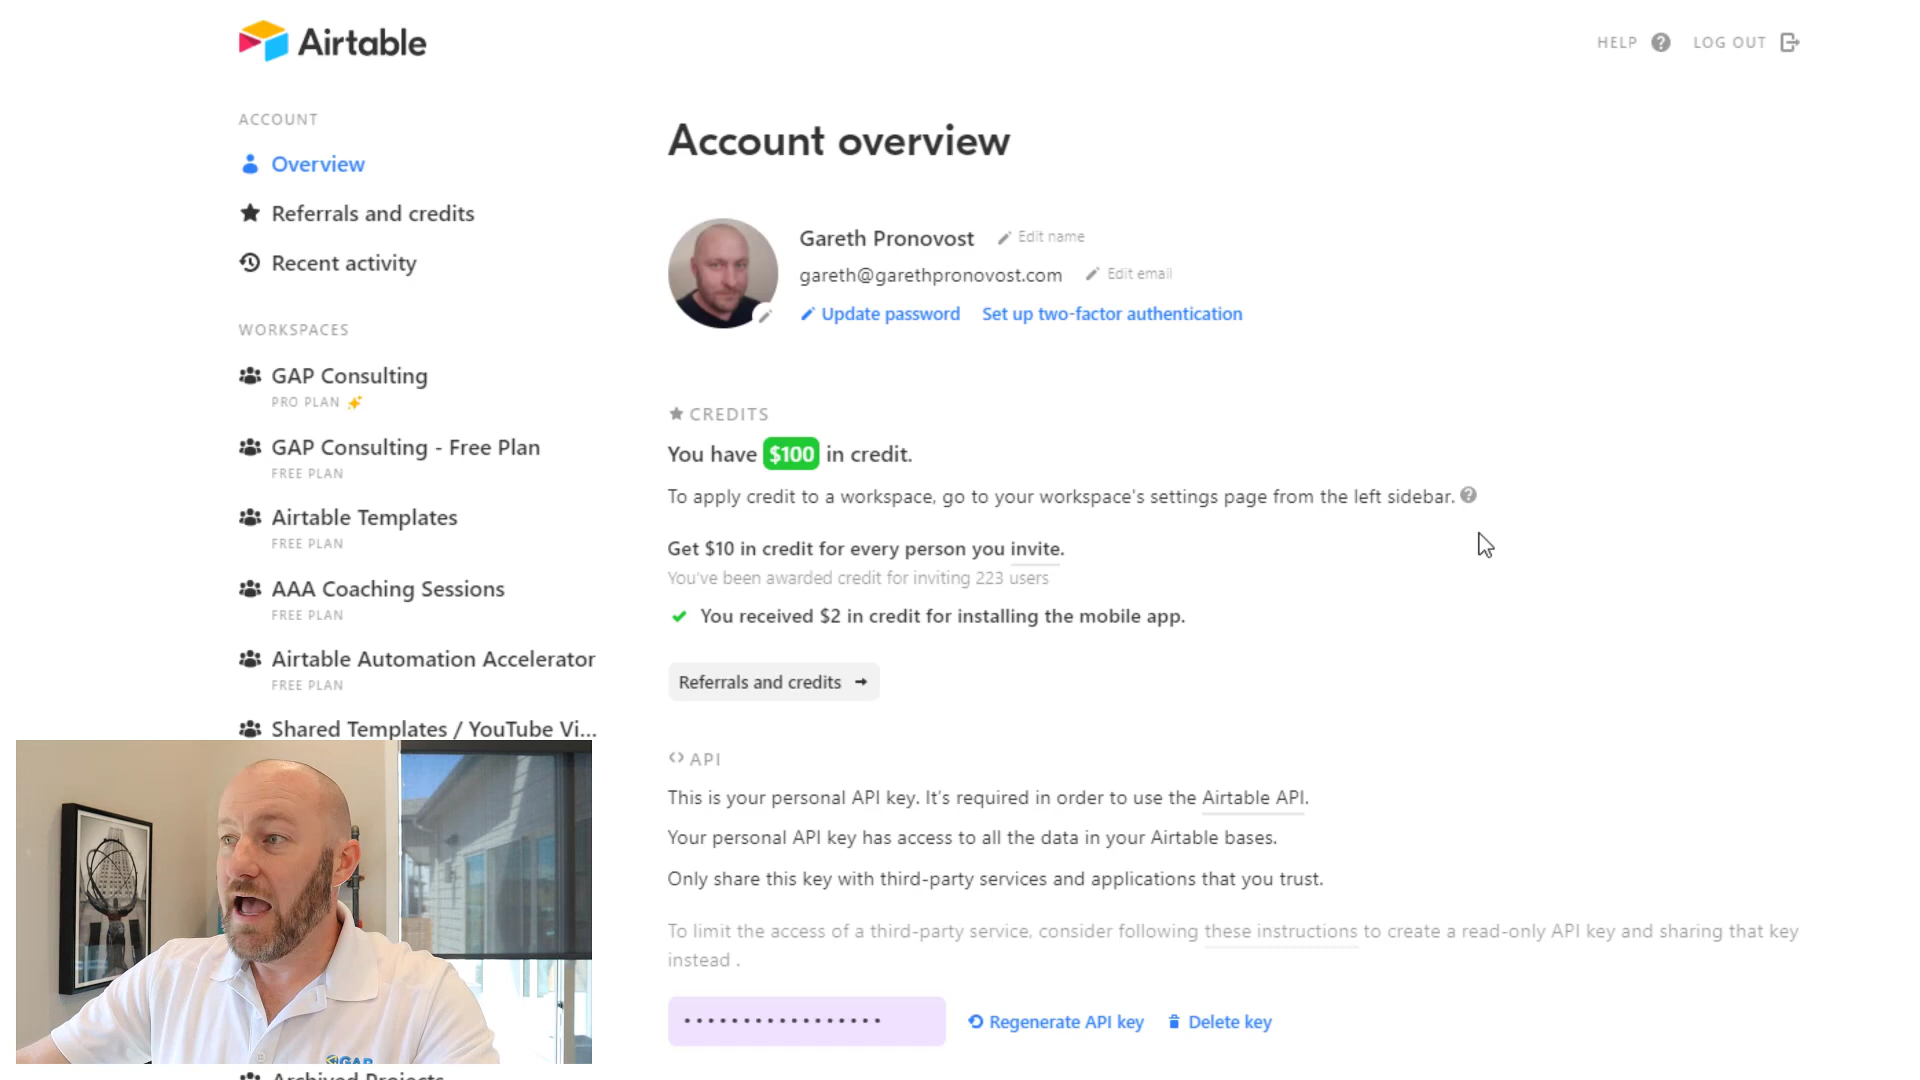 Airtable
HELP
LOG OUT
ACCOUNT
Overview
Referrals and credits
Recent activity
WORKSPACES
GAP Consulting
PRO PLAN
GAP Consulting - Free Plan
FREE PLAN
Airtable Templates
FREE PLAN
AAA Coaching Sessions
FREE PLAN
Airtable Automation Accelerator
FREE PLAN
Shared Templates / YouTube Vi...
Archived Projects
Account overview
Gareth Pronovost Edit name
gareth@garethpronovost.com Edit email
Update password Set up two-factor authentication
CREDITS
You have $100 in credit.
To apply credit to a workspace, go to your workspace's settings page from the left sidebar.
Get $10 in credit for every person you invite.
You've been awarded credit for inviting 223 users
You received $2 in credit for installing the mobile app.
Referrals and credits
<> API
This is your personal API key. It's required in order to use the Airtable API.
Your personal API key has access to all the data in your Airtable bases.
Only share this key with third-party services and applications that you trust.
To limit the access of a third-party service, consider following these instructions to create a read-only API key and sharing that key
instead .
•••••••••••••••••
Regenerate API key Delete key
GAP